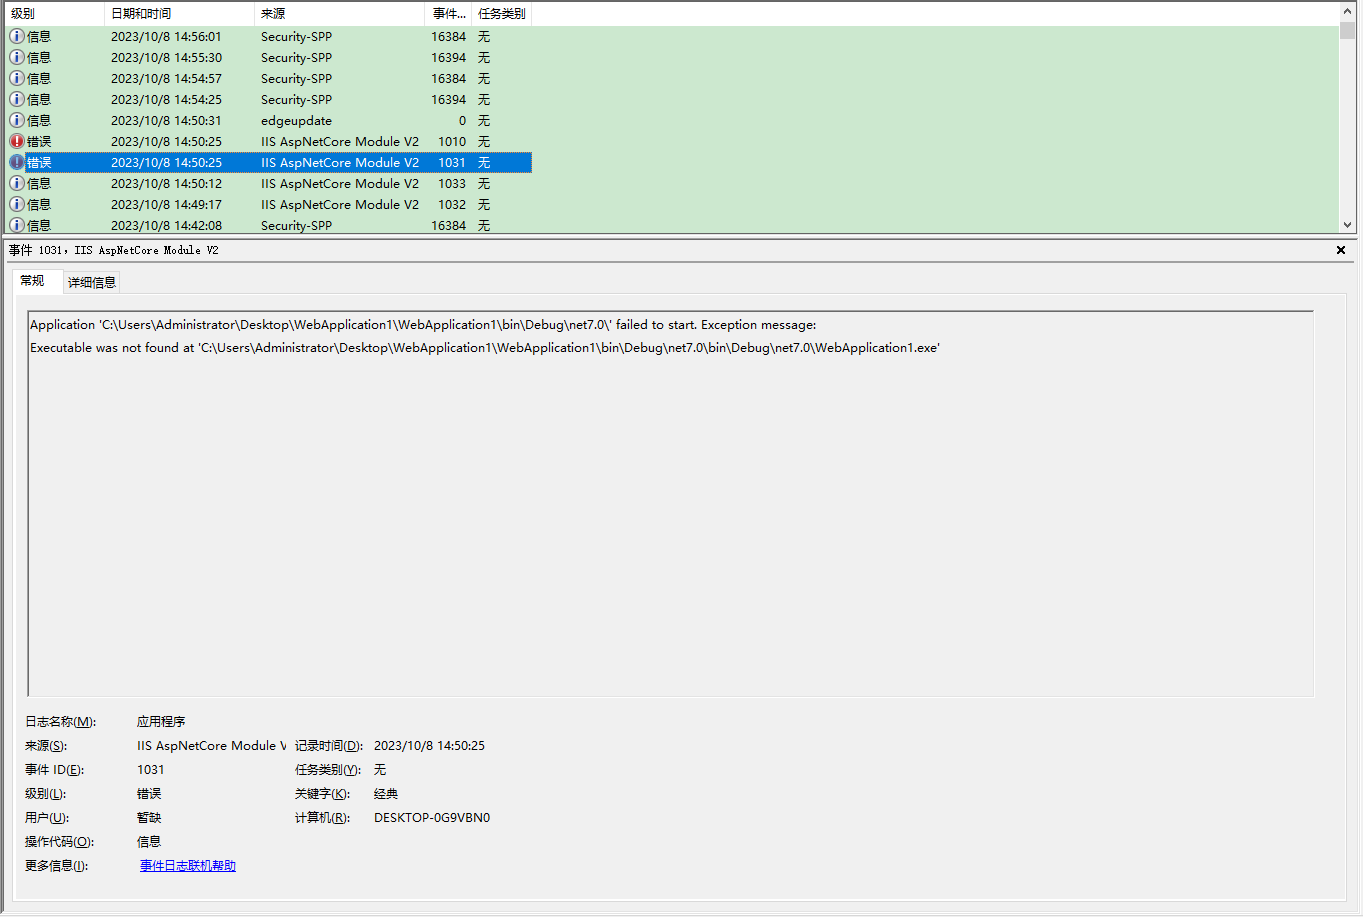 级别 日期和时间 来源 事件... 任务类别
信息 2023/10/8 14:56:01 Security-SPP 16384 无
信息 2023/10/8 14:55:30 Security-SPP 16394 无
信息 2023/10/8 14:54:57 Security-SPP 16384 无
信息 2023/10/8 14:54:25 Security-SPP 16394 无
信息 2023/10/8 14:50:31 edgeupdate 0 无
错误 2023/10/8 14:50:25 IIS AspNetCore Module V2 1010 无
错误 2023/10/8 14:50:25 IIS AspNetCore Module V2 1031 无
信息 2023/10/8 14:50:12 IIS AspNetCore Module V2 1033 无
信息 2023/10/8 14:49:17 IIS AspNetCore Module V2 1032 无
信息 2023/10/8 14:42:08 Security-SPP 16384 无
事件 1031，IIS AspNetCore Module V2
常规 详细信息
Application 'C:\Users\Administrator\Desktop\WebApplication1\WebApplication1\bin\Debug\net7.0\' failed to start. Exception message:
Executable was not found at 'C:\Users\Administrator\Desktop\WebApplication1\WebApplication1\bin\Debug\net7.0\bin\Debug\net7.0\WebApplication1.exe'
日志名称(M): 应用程序
来源(S): IIS AspNetCore Module V 记录时间(D): 2023/10/8 14:50:25
事件 ID(E): 1031 任务类别(Y): 无
级别(L): 错误 关键字(K): 经典
用户(U): 暂缺 计算机(R): DESKTOP-0G9VBN0
操作代码(O): 信息
更多信息(I): 事件日志联机帮助